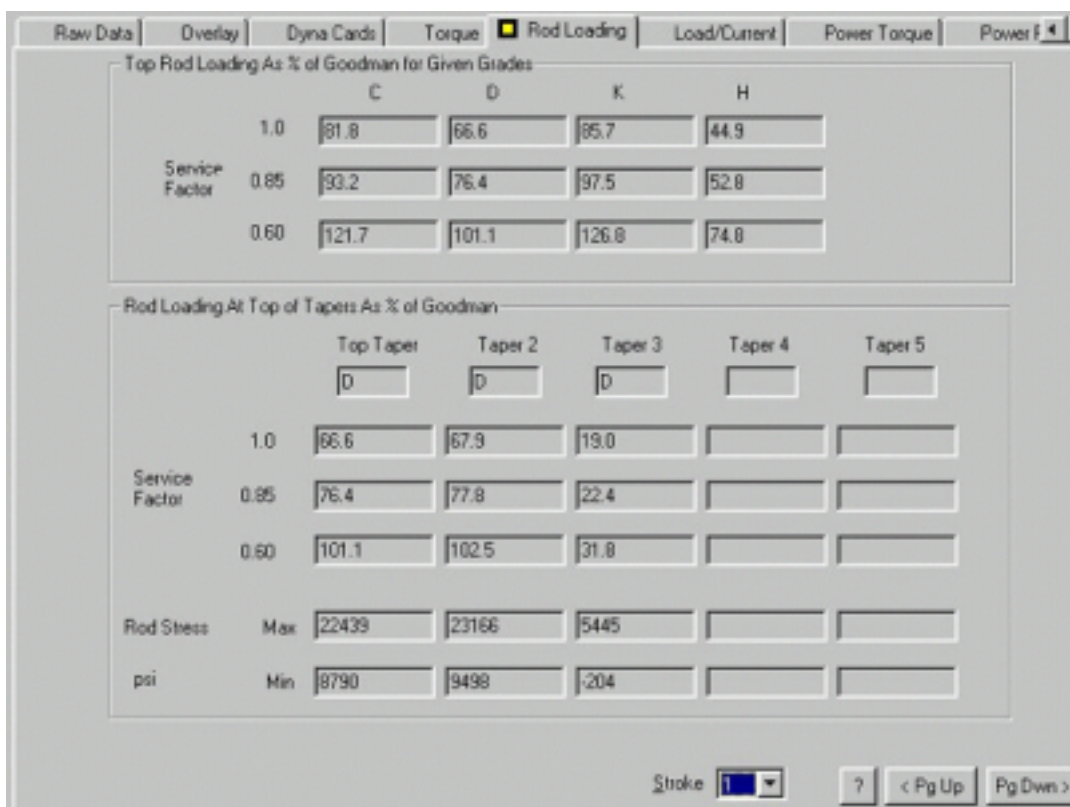 Raw Data Overlay Dyna Cards Torque Rod Loading Load/Current Power Torque Power
Top Rod Loading As % of Goodman for Given Grades
C D K H
1.0 81.8 66.6 85.7 44.9
Service Factor 0.85 93.2 76.4 97.5 52.8
0.60 121.7 101.1 126.8 74.8
Rod Loading At Top of Tapers As % of Goodman
Top Taper Taper 2 Taper 3 Taper 4 Taper 5
D D D
1.0 66.6 67.9 19.0
Service Factor 0.85 76.4 77.8 22.4
0.60 101.1 102.5 31.8
Rod Stress Max 22439 23166 5445
psi Min 8790 9498 -204
Stroke 1 ? < Pg Up Pg Dwn >